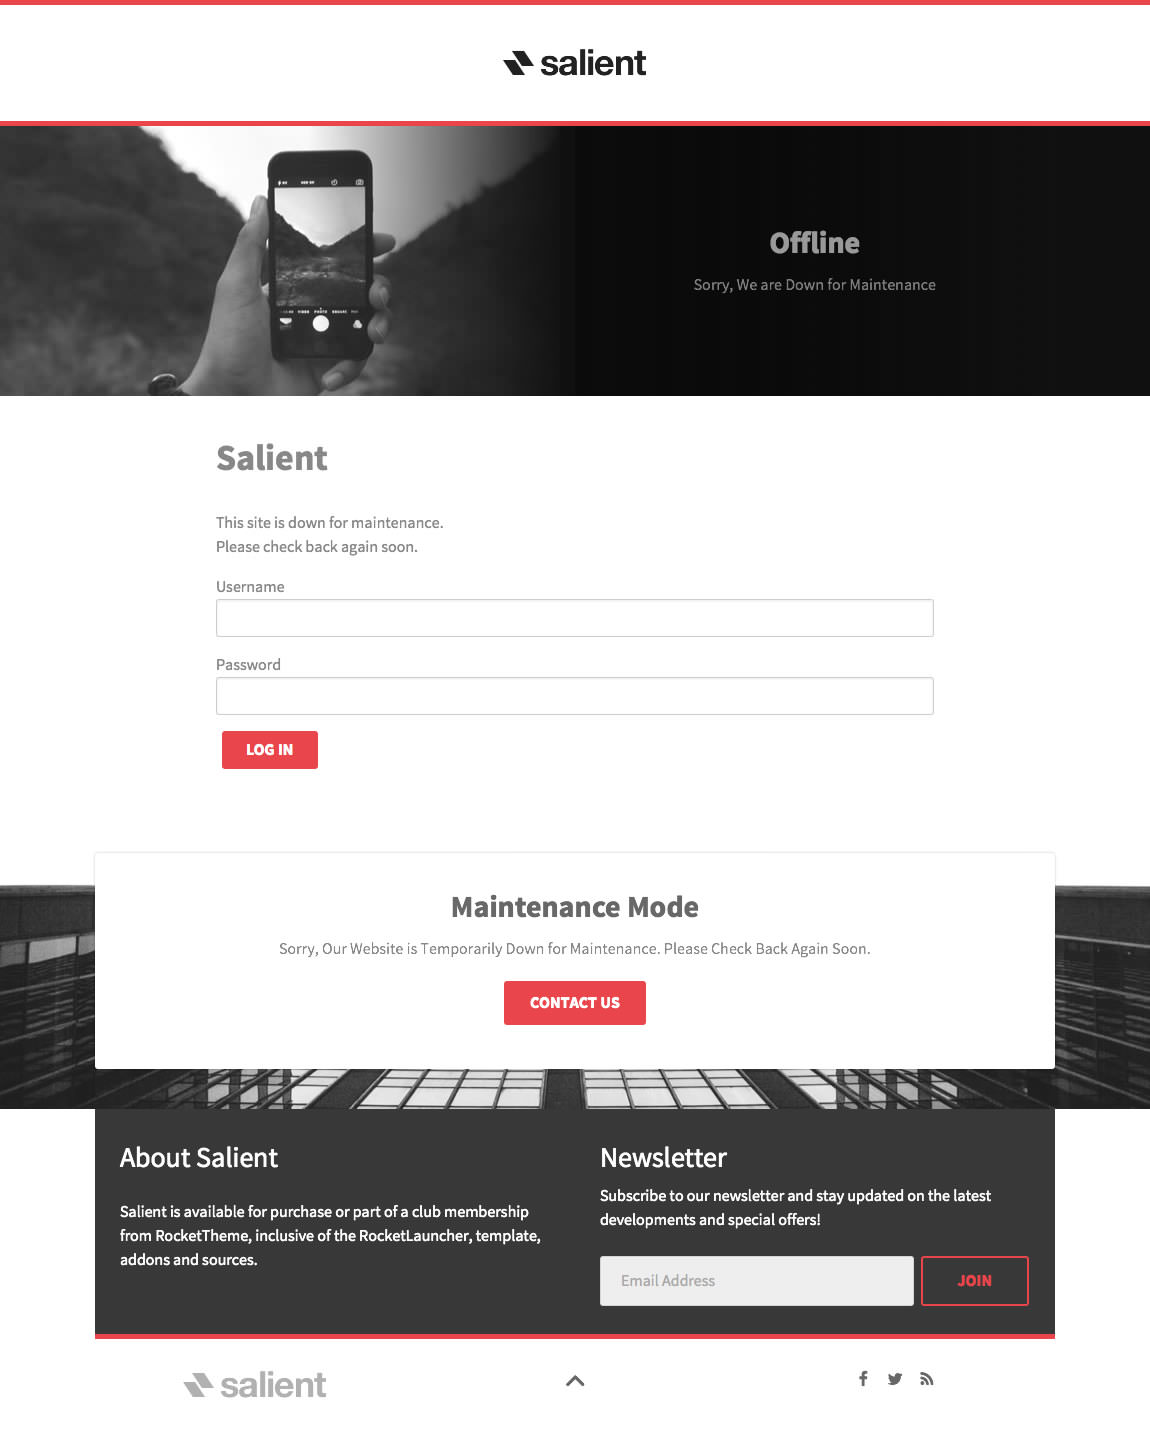 salient
Offline
Sorry, We are Down for Maintenance
VIDEO PHOTO SQUARE
Salient
This site is down for maintenance.
Please check back again soon.
Username
Password
LOG IN
Maintenance Mode
Sorry, Our Website is Temporarily Down for Maintenance. Please Check Back Again Soon.
CONTACT US
About Salient
Salient is available for purchase or part of a club membership
from RocketTheme, inclusive of the RocketLauncher, template,
addons and sources.
Newsletter
Subscribe to our newsletter and stay updated on the latest
developments and special offers!
Email Address
JOIN
salient